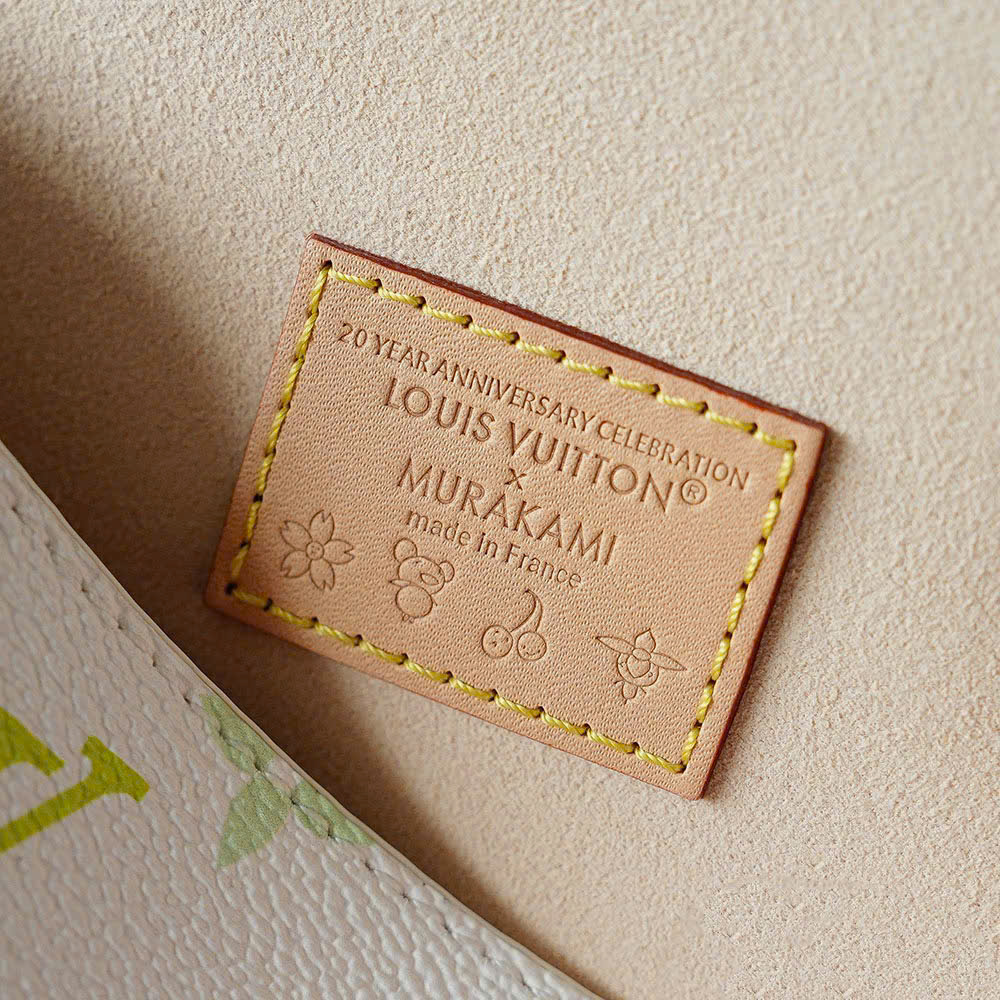 20 YEAR ANNIVERSARY CELEBRATION
LOUIS VUITTON®
x
MURAKAMI
made in France